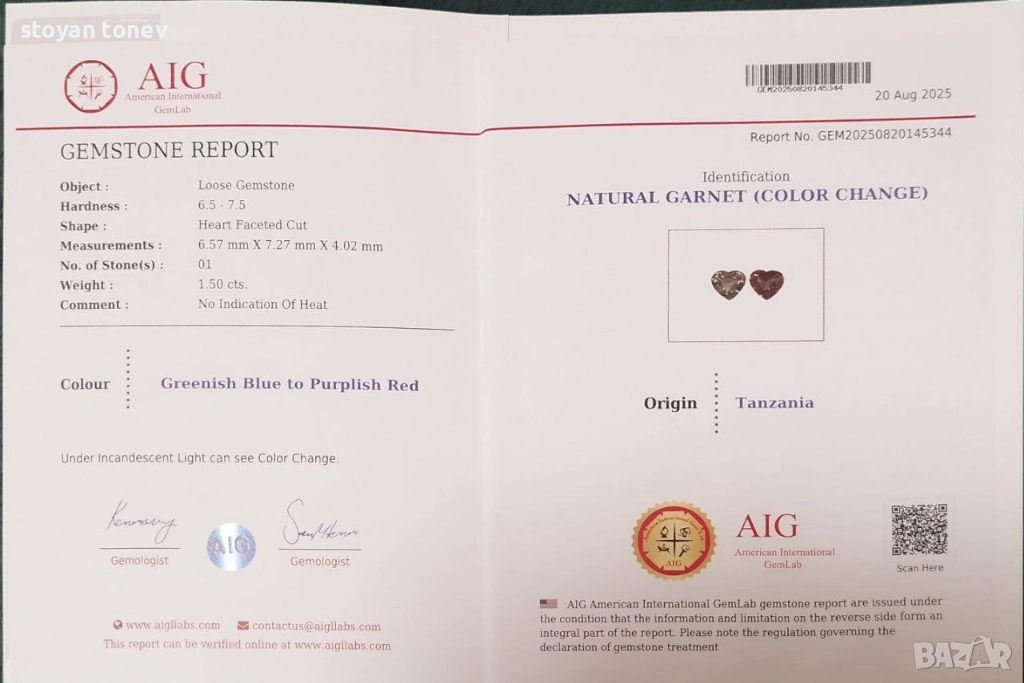 stoyan tonev
AIG
American International
GemLab
GEMSTONE REPORT
Object : Loose Gemstone
Hardness : 6.5 - 7.5
Shape : Heart Faceted Cut
Measurements : 6.57 mm X 7.27 mm X 4.02 mm
No. of Stone(s) : 01
Weight : 1.50 cts.
Comment : No Indication Of Heat
Colour Greenish Blue to Purplish Red
Under Incandescent Light can see Color Change.
Gemologist Gemologist
AIG
www.aigllabs.com contactus@aigllabs.com
This report can be verified online at www.aigllabs.com
GEM20250820145344
20 Aug 2025
Report No. GEM20250820145344
Identification
NATURAL GARNET (COLOR CHANGE)
Origin Tanzania
AIG
AIG
American International
GemLab
Scan Here
AIG American International GemLab gemstone report are issued under
the condition that the information and limitation on the reverse side form an
integral part of the report. Please note the regulation governing the
declaration of gemstone treatment
BAZAR